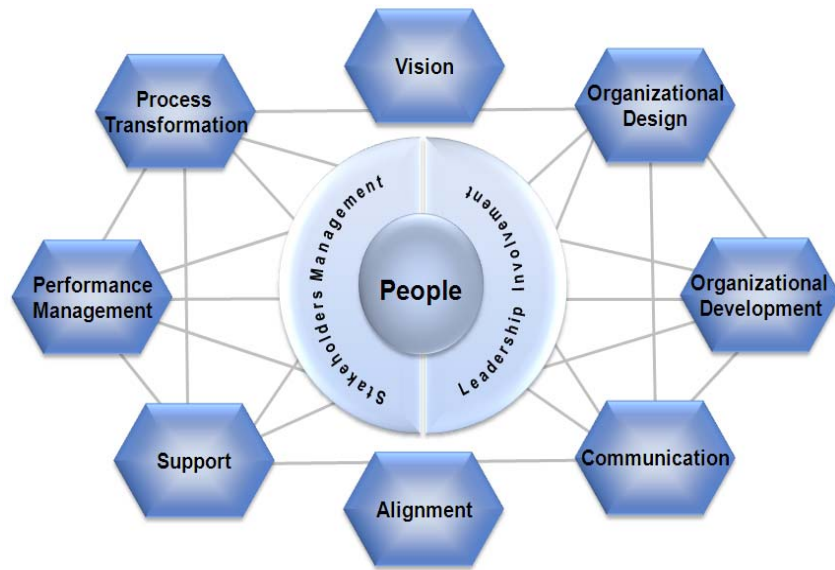 Vision
Process
Transformation
Organizational
Design
Stakeholders Management
Leadership Involvement
People
Performance
Management
Organizational
Development
Support
Communication
Alignment